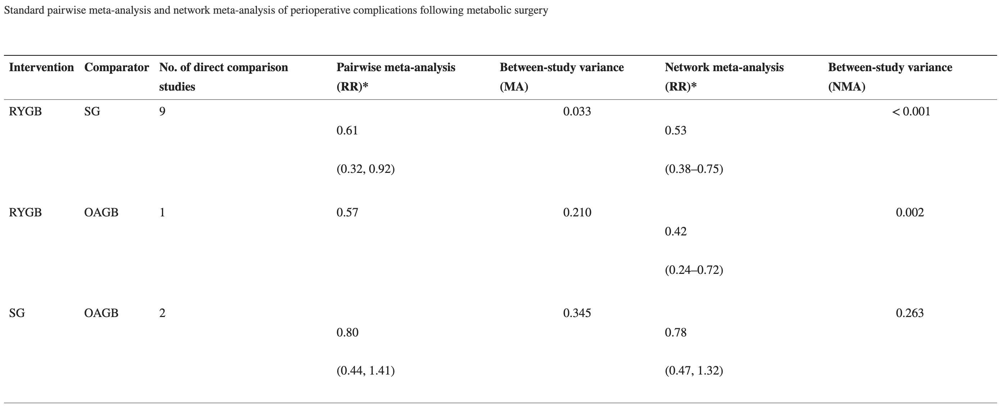 Standard pairwise meta-analysis and network meta-analysis of perioperative complications following metabolic surgery
Intervention Comparator No. of direct comparison studies Pairwise meta-analysis (RR)* Between-study variance (MA) Network meta-analysis (RR)* Between-study variance (NMA)
RYGB SG 9 0.033 < 0.001
0.61 0.53
(0.32, 0.92) (0.38–0.75)
RYGB OAGB 1 0.57 0.210 0.002
0.42
(0.24–0.72)
SG OAGB 2 0.345 0.263
0.80 0.78
(0.44, 1.41) (0.47, 1.32)